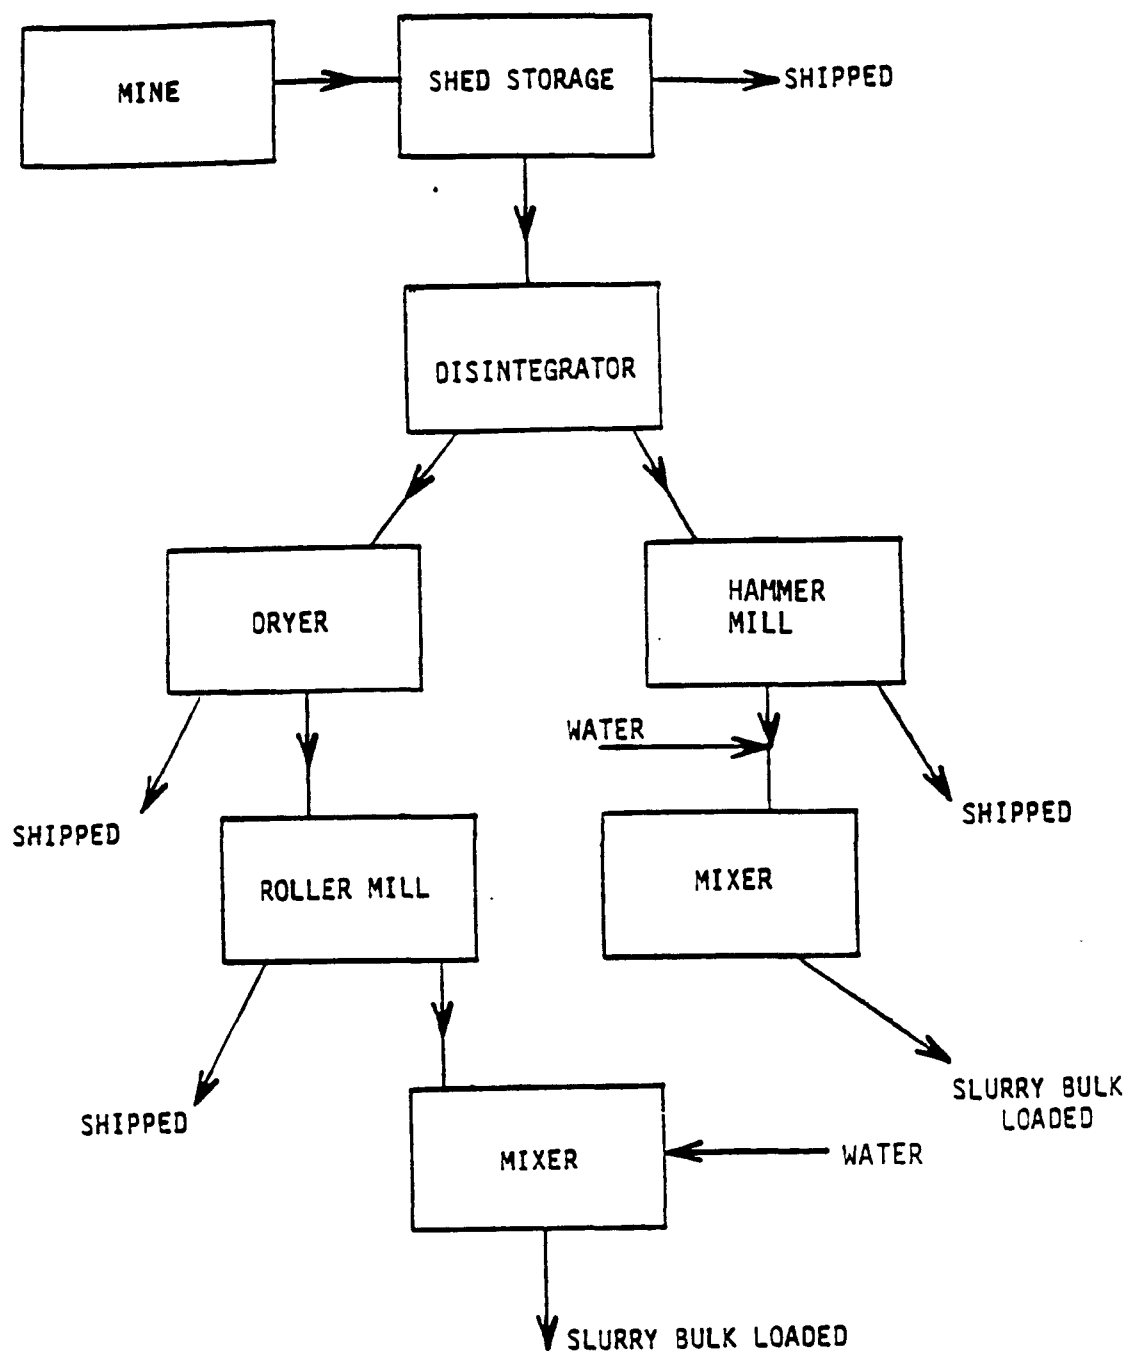 MINE
SHED STORAGE
SHIPPED
DISINTEGRATOR
DRYER
HAMMER
MILL
WATER
SHIPPED
SHIPPED
ROLLER MILL
MIXER
SLURRY BULK
LOADED
SHIPPED
MIXER
WATER
SLURRY BULK LOADED